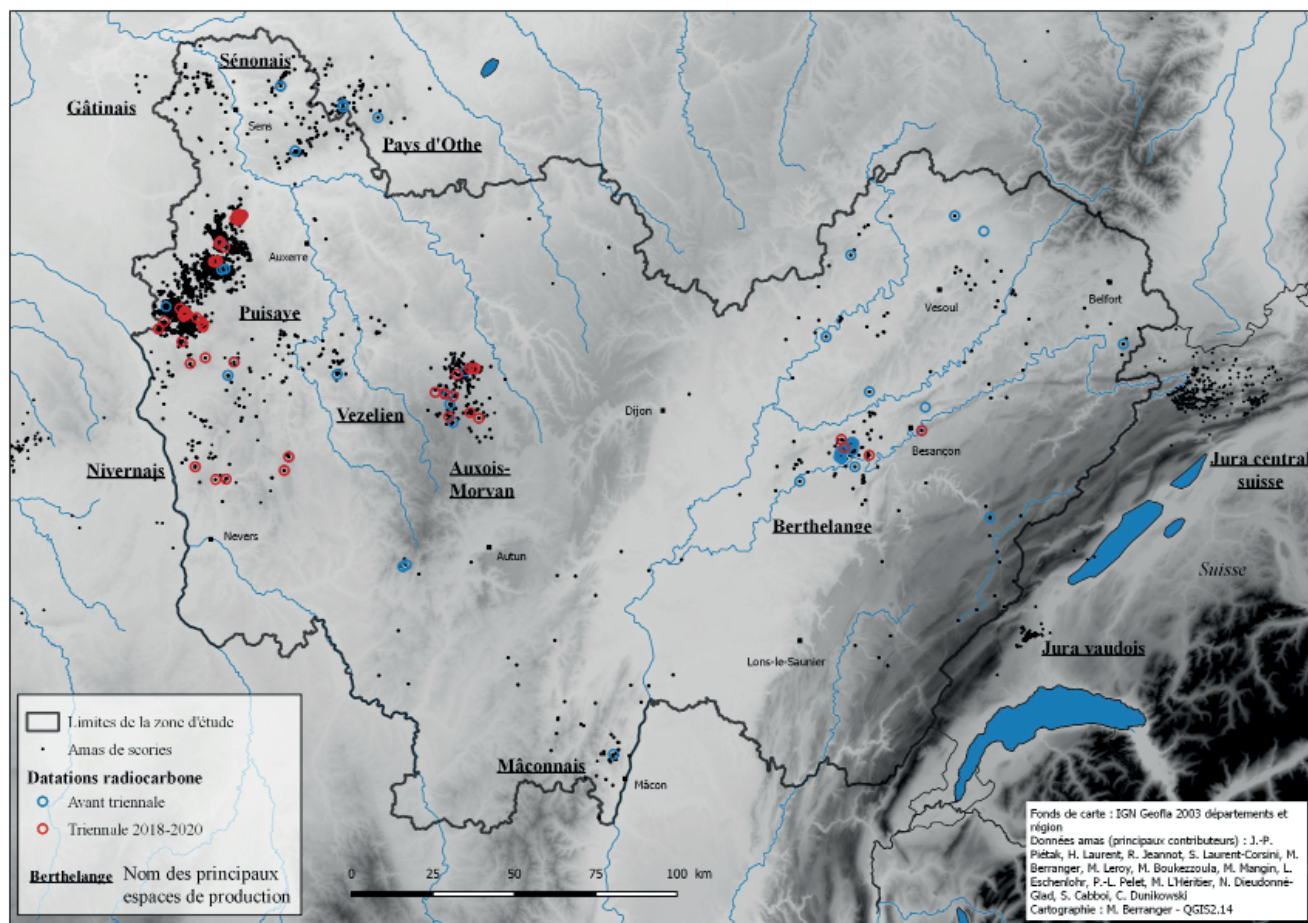 Sénonais
Gâtinais
Sens
Pays d'Othe
Auxerre
Puisaye
Vesoul
Belfort
Vezelien
Dijon
Besançon
Nivernais
Auxois-
Morvan
Jura central
suisse
Berthelange
Nevers
Autun
Suisse
Lons-le-Saunier
Jura vaudois
Mâconnais
Mâcon
Limites de la zone d'étude
Amas de scories
Datations radiocarbone
Avant triennale
Triennale 2018-2020
Berthelange Nom des principaux
espaces de production
0 25 50 75 100 km
Fonds de carte : IGN Geofla 2003 départements et
région
Données amas (principaux contributeurs) : J.-P.
Piétak, H. Laurent, R. Jeannot, S. Laurent-Corsini, M.
Berranger, M. Leroy, M. Boukezzoula, M. Mangin, L.
Eschenlohr, P.-L. Pelet, M. L'Héritier, N. Dieudonné-
Glad, S. Cabboi, C. Dunikowski
Cartographie : M. Berranger - QGIS2.14